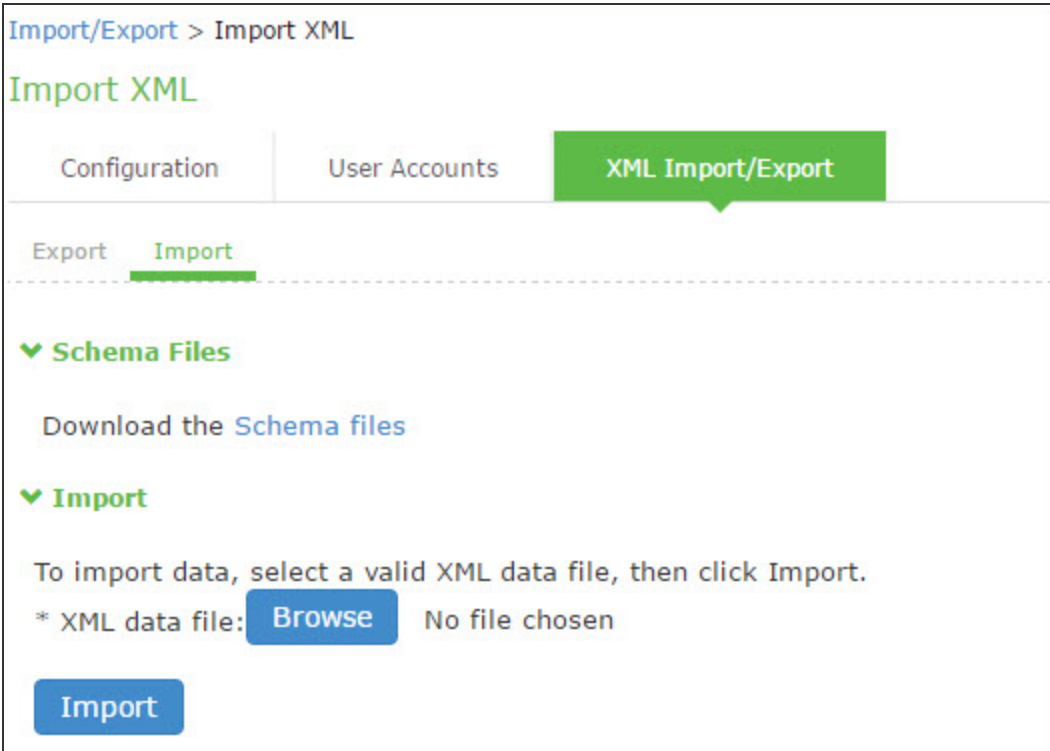 Import/Export > Import XML
Import XML
Configuration User Accounts XML Import/Export
Export Import
Schema Files
Download the Schema files
Import
To import data, select a valid XML data file, then click Import.
* XML data file: Browse No file chosen
Import